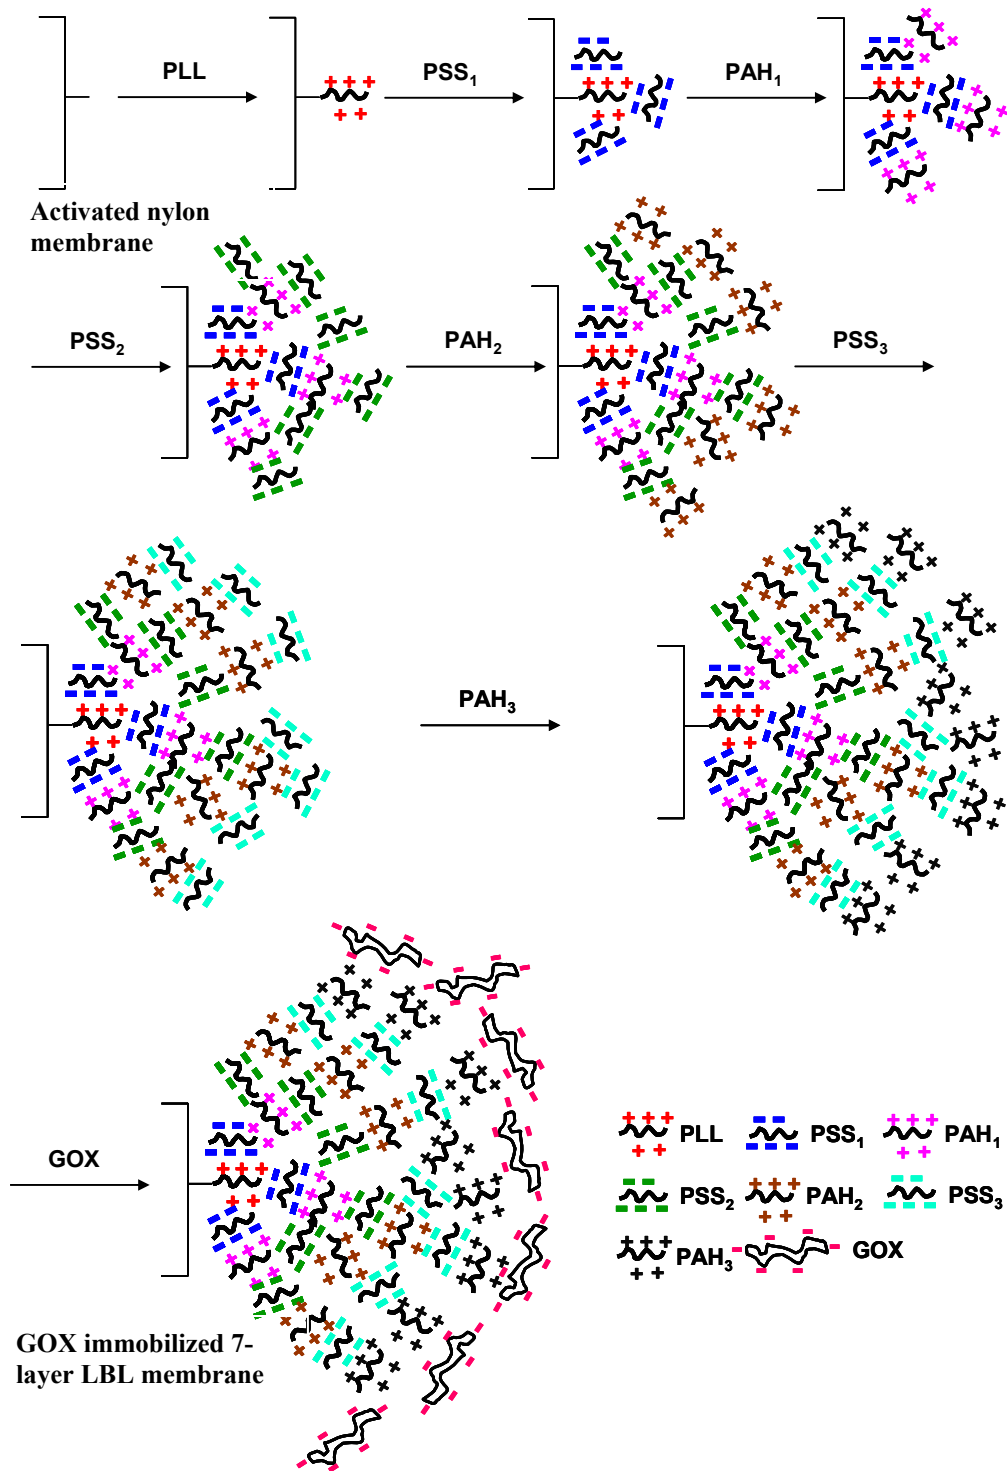 PLL
PSS₁
PAH₁
Activated nylon
membrane
PSS₂
PAH₂
PSS₃
PAH₃
GOX
PLL
PSS₁
PAH₁
PSS₂
PAH₂
PSS₃
PAH₃
GOX
GOX immobilized 7-
layer LBL membrane